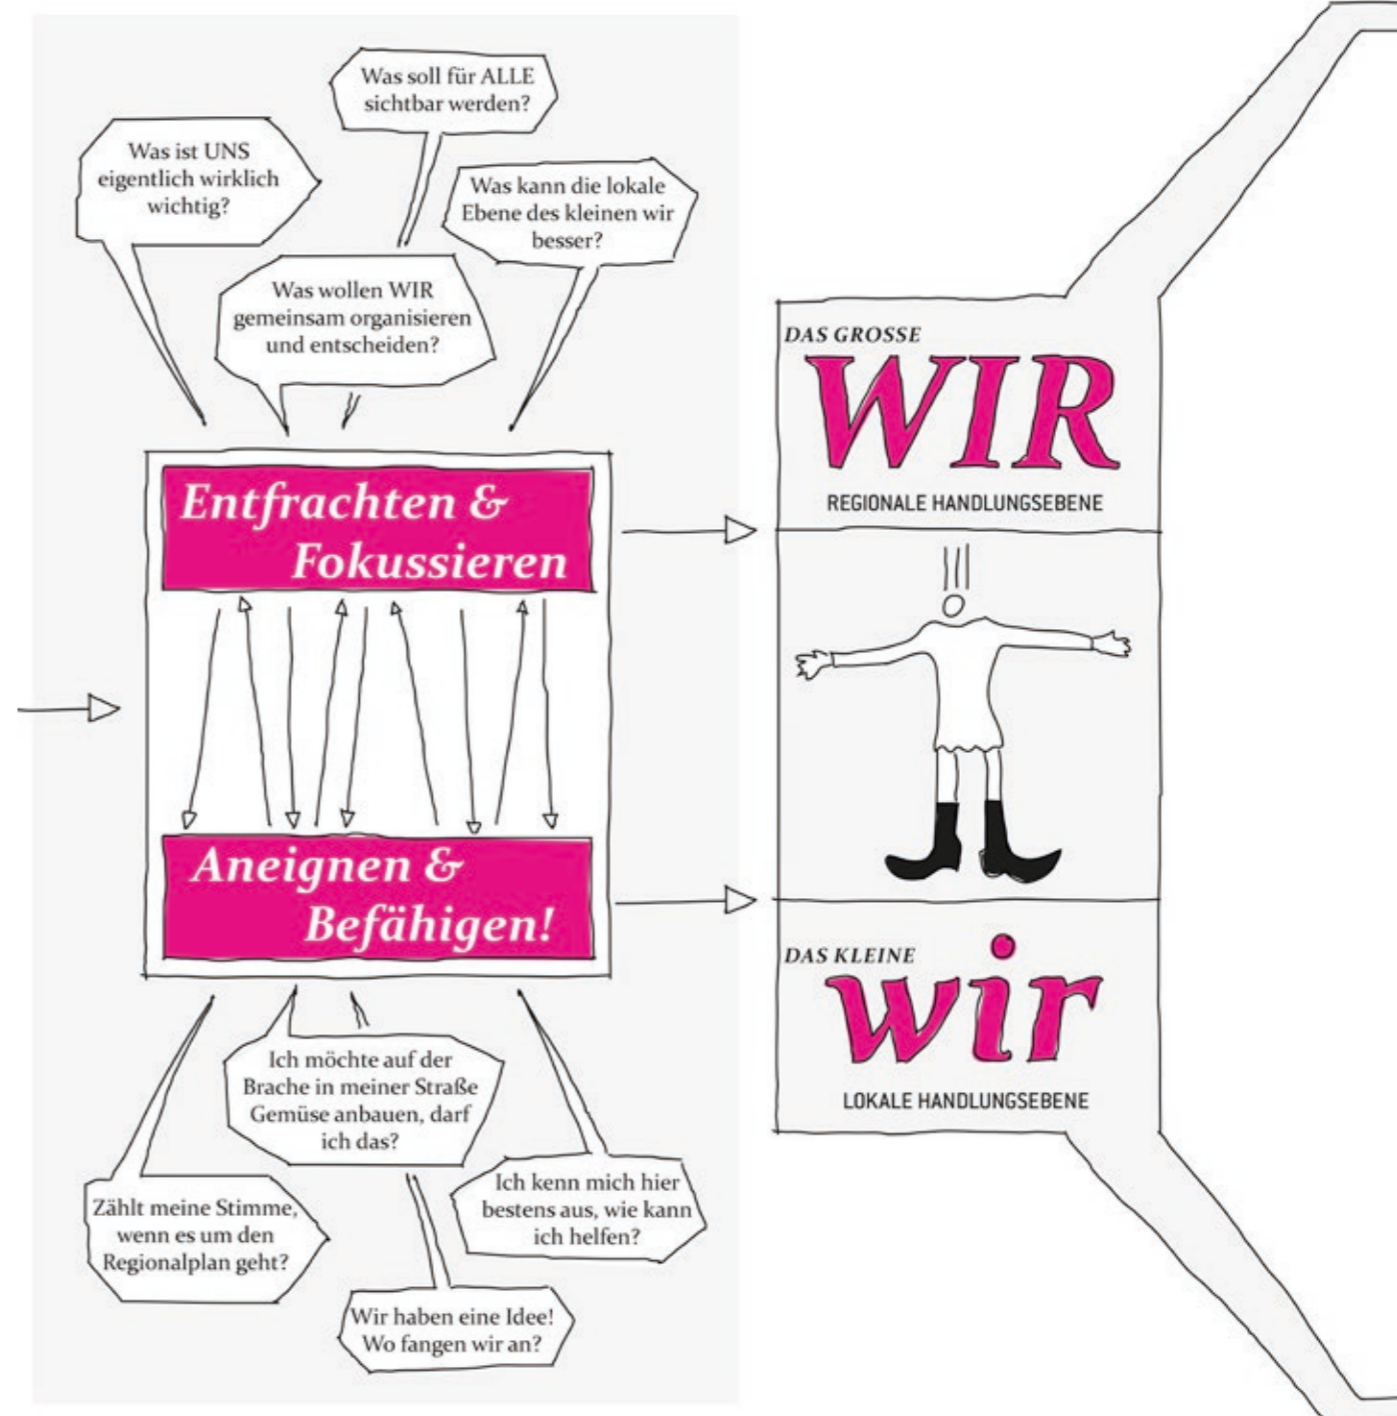 Was soll für ALLE
sichtbar werden?
Was ist UNS
eigentlich wirklich
wichtig?
Was kann die lokale
Ebene des kleinen wir
besser?
Was wollen WIR
gemeinsam organisieren
und entscheiden?
Entfrachten &
Fokussieren
Aneignen &
Befähigen!
Ich möchte auf der
Brache in meiner Straße
Gemüse anbauen, darf
ich das?
Zählt meine Stimme,
wenn es um den
Regionalplan geht?
Ich kenn mich hier
bestens aus, wie kann
ich helfen?
Wir haben eine Idee!
Wo fangen wir an?
DAS GROSSE
WIR
REGIONALE HANDLUNGSEBENE
DAS KLEINE
wir
LOKALE HANDLUNGSEBENE